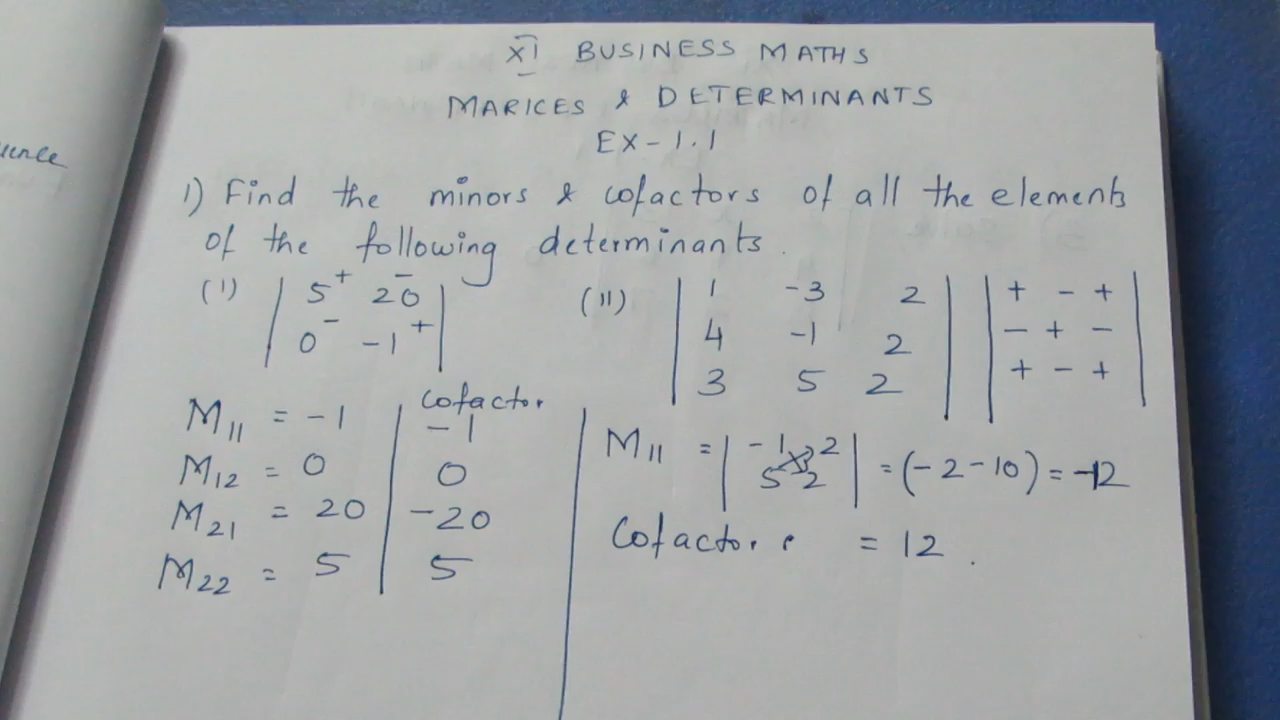 XI BUSINESS MATHS
MARICES & DETERMINANTS
EX-1.1
1) Find the minors & cofactors of all the elements
of the following determinants.
(i) | 5+ 20- |
| 0- -1+ |
(ii) | 1 -3 2 | | + - + |
| 4 -1 2 | | - + - |
| 3 5 2 | | + - + |
cofactor
M11 = -1 | -1
M12 = 0 | 0
M21 = 20 | -20
M22 = 5 | 5
M11 = | -1 2 | = (-2-10) = -12
| 5 2 |
Cofactor = 12.